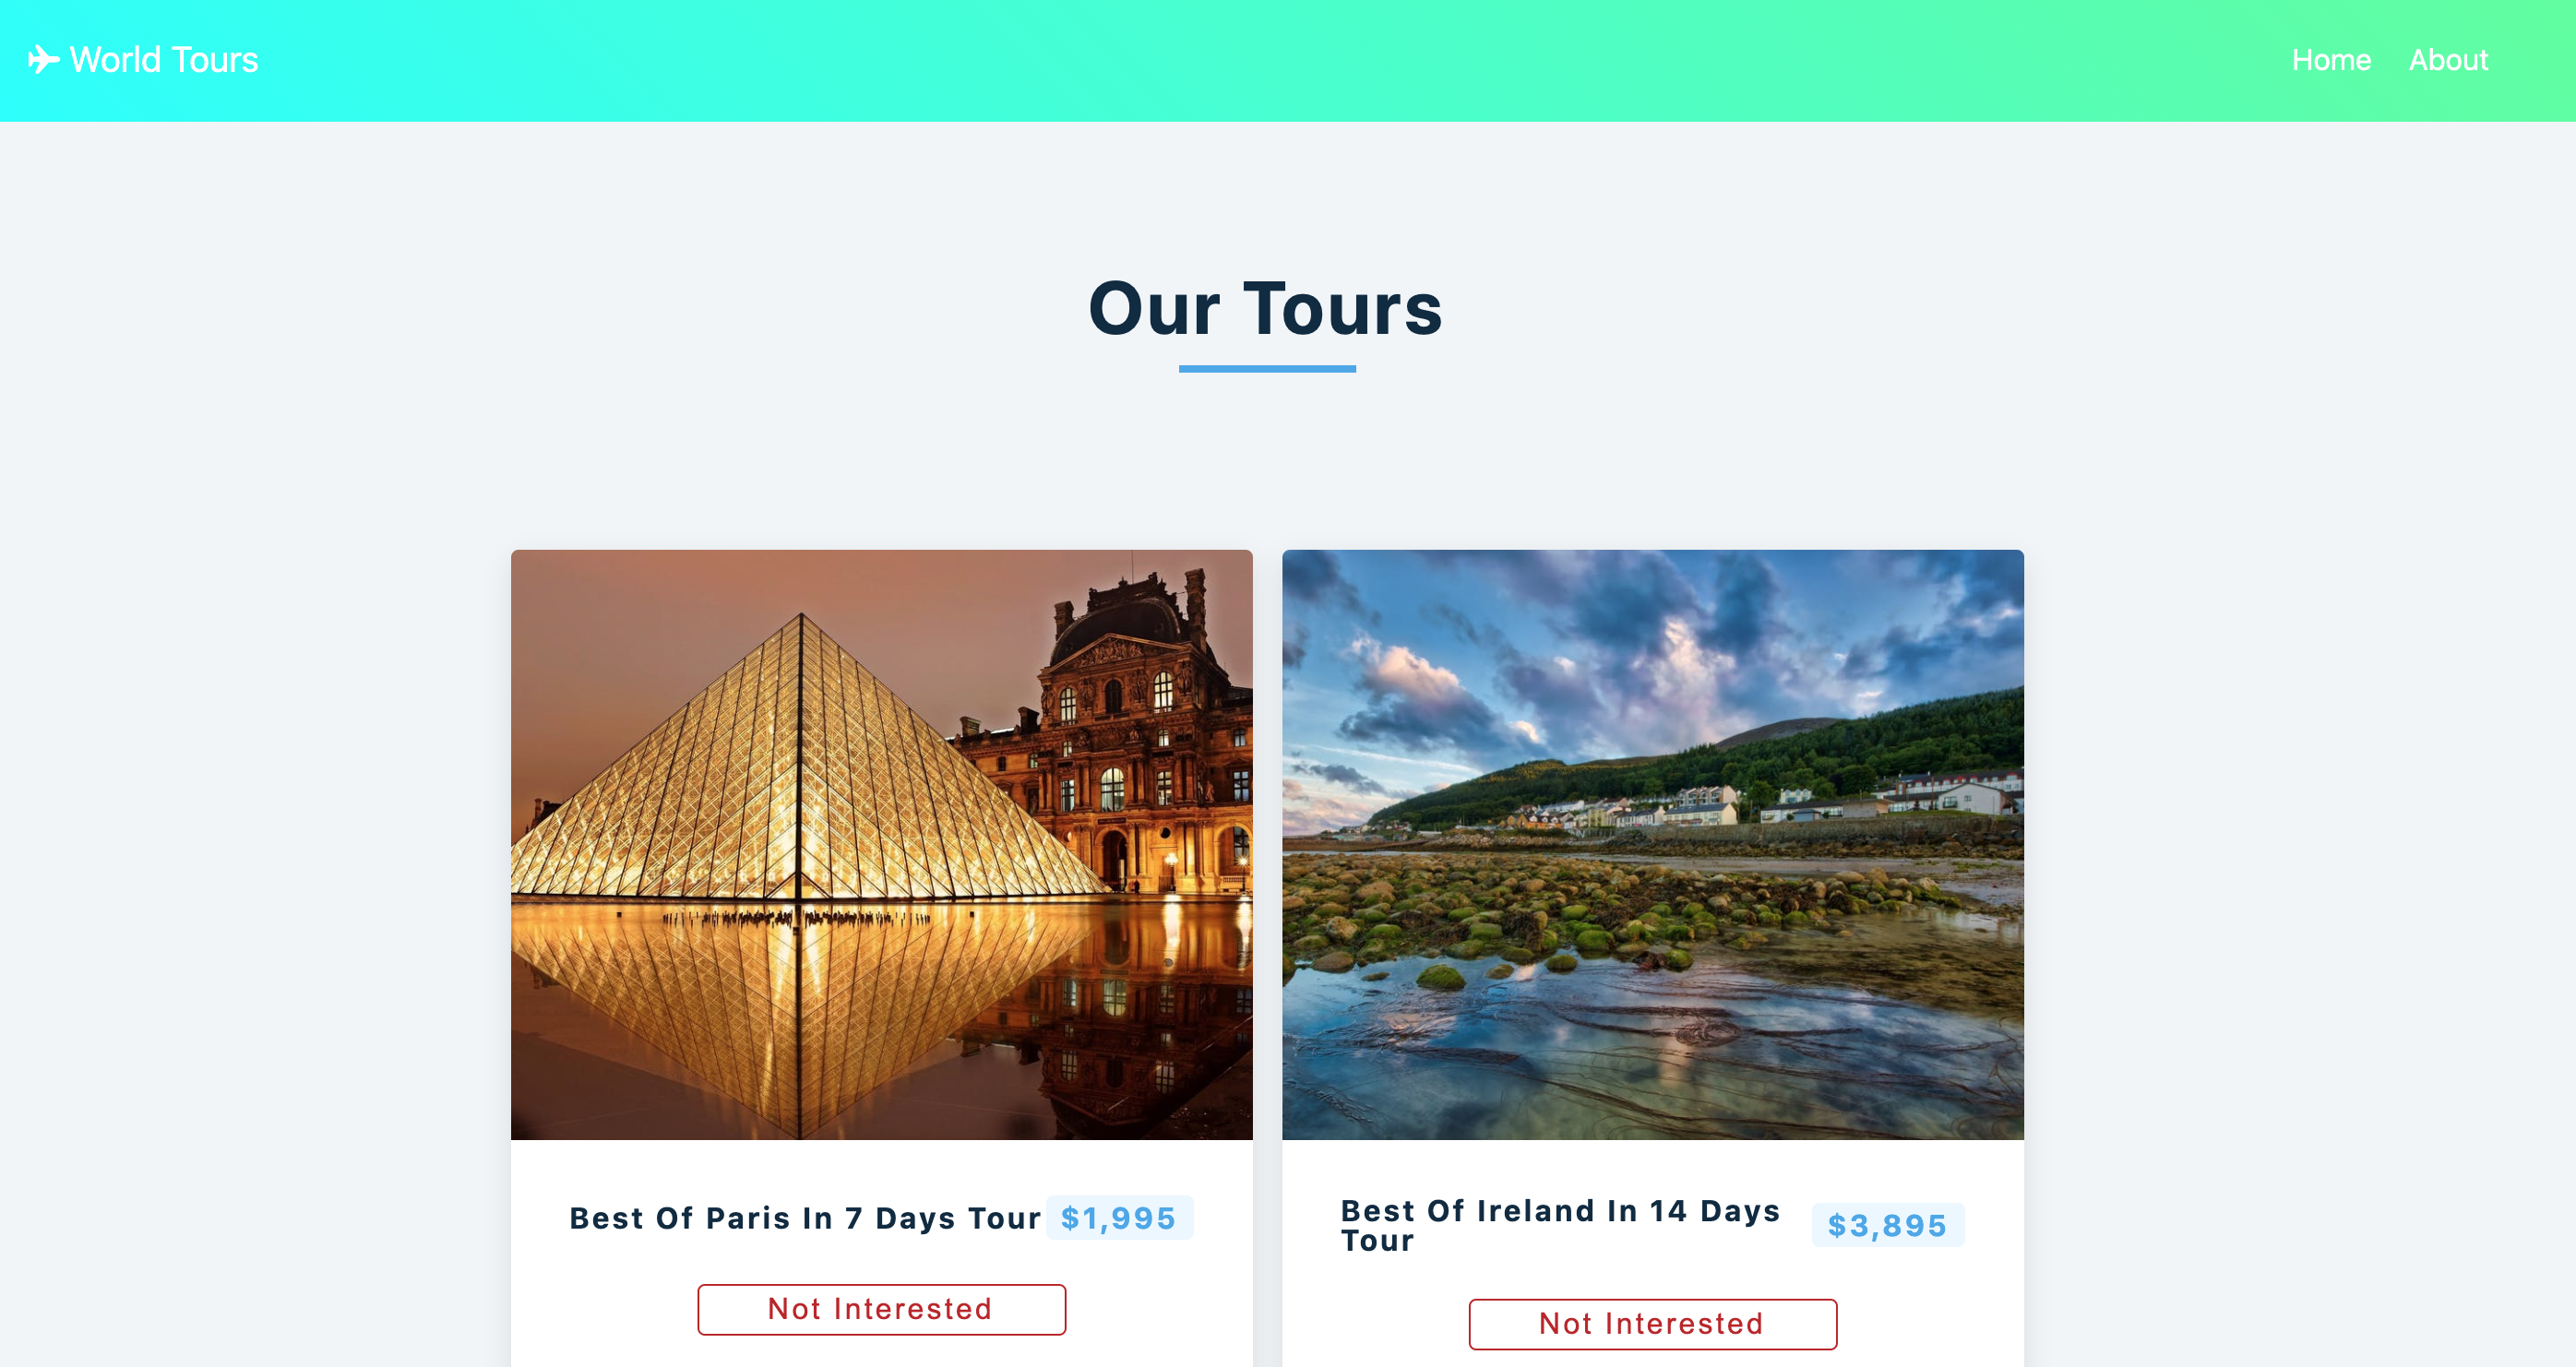 World Tours
Home About
Our Tours
Best Of Paris In 7 Days Tour $1,995
Not Interested
Best Of Ireland In 14 Days
Tour
$3,895
Not Interested